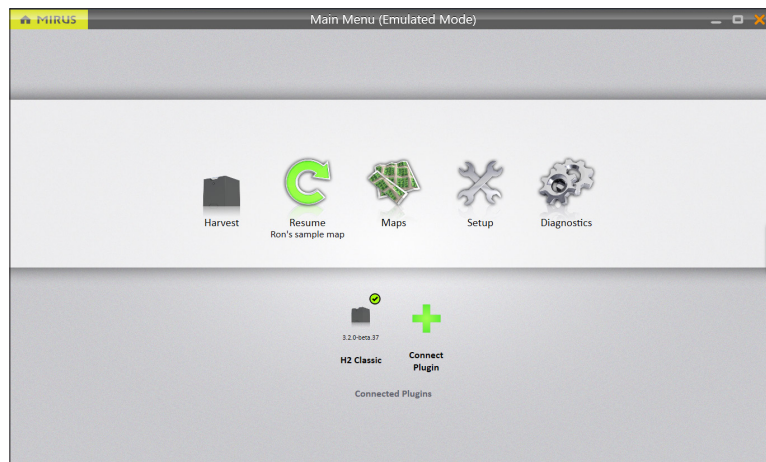 MIRUS
Main Menu (Emulated Mode)
Harvest
Resume
Ron's sample map
Maps
Setup
Diagnostics
3.2.0-beta.37
H2 Classic
Connect
Plugin
Connected Plugins